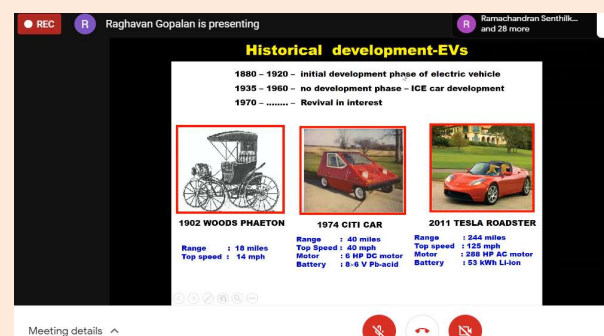 REC
R
Raghavan Gopalan is presenting
R
Ramachandran Senthilk...
and 28 more
Historical development-EVs
1880 – 1920 – initial development phase of electric vehicle
1935 – 1960 – no development phase – ICE car development
1970 – ........ – Revival in interest
1902 WOODS PHAETON
Range : 18 miles
Top speed : 14 mph
1974 CITI CAR
Range : 40 miles
Top Speed : 40 mph
Motor : 6 HP DC motor
Battery : 8-6 V Pb-acid
2011 TESLA ROADSTER
Range : 244 miles
Top speed : 125 mph
Motor : 288 HP AC motor
Battery : 53 kWh Li-ion
Meeting details